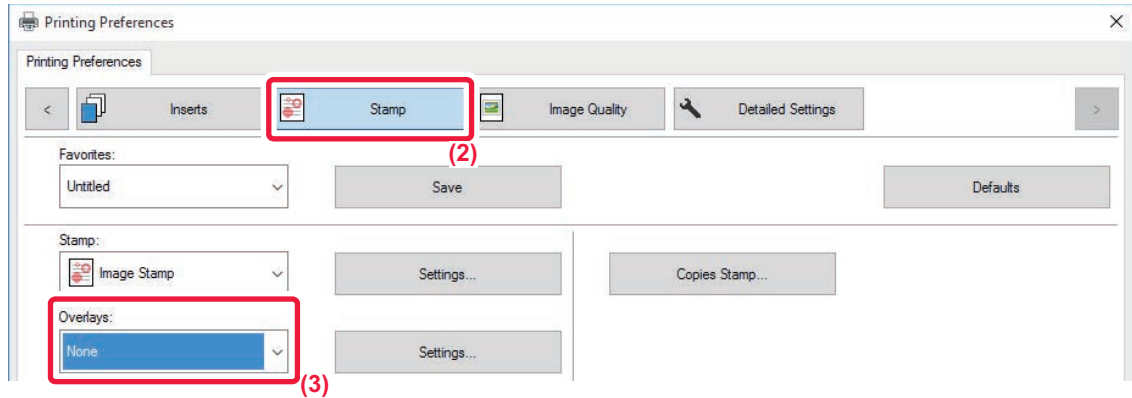 Printing Preferences
Printing Preferences
< Inserts Stamp Image Quality Detailed Settings >
(2)
Favorites:
Untitled Save Defaults
Stamp:
Image Stamp Settings... Copies Stamp...
Overlays:
None Settings...
(3)